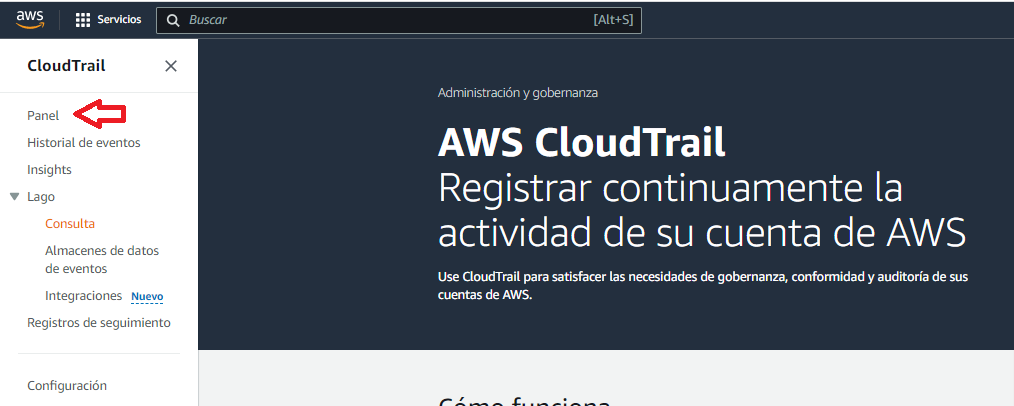 aws
Servicios
Buscar
[Alt+S]
CloudTrail
Panel
Historial de eventos
Insights
Lago
Consulta
Almacenes de datos
de eventos
Integraciones Nuevo
Registros de seguimiento
Configuración
Administración y gobernanza
AWS CloudTrail
Registrar continuamente la
actividad de su cuenta de AWS
Use CloudTrail para satisfacer las necesidades de gobernanza, conformidad y auditoría de sus
cuentas de AWS.
Cómo funciona